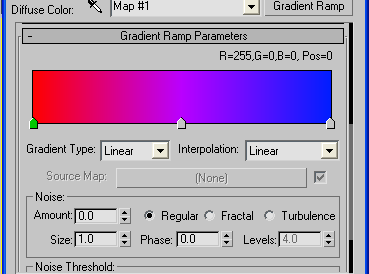 Diffuse Color: Map #1 Gradient Ramp
- Gradient Ramp Parameters
R=255,G=0,B=0, Pos=0
Gradient Type: Linear Interpolation: Linear
Source Map: (None)
Noise:
Amount: 0.0 Regular Fractal Turbulence
Size: 1.0 Phase: 0.0 Levels: 4.0
Noise Threshold: